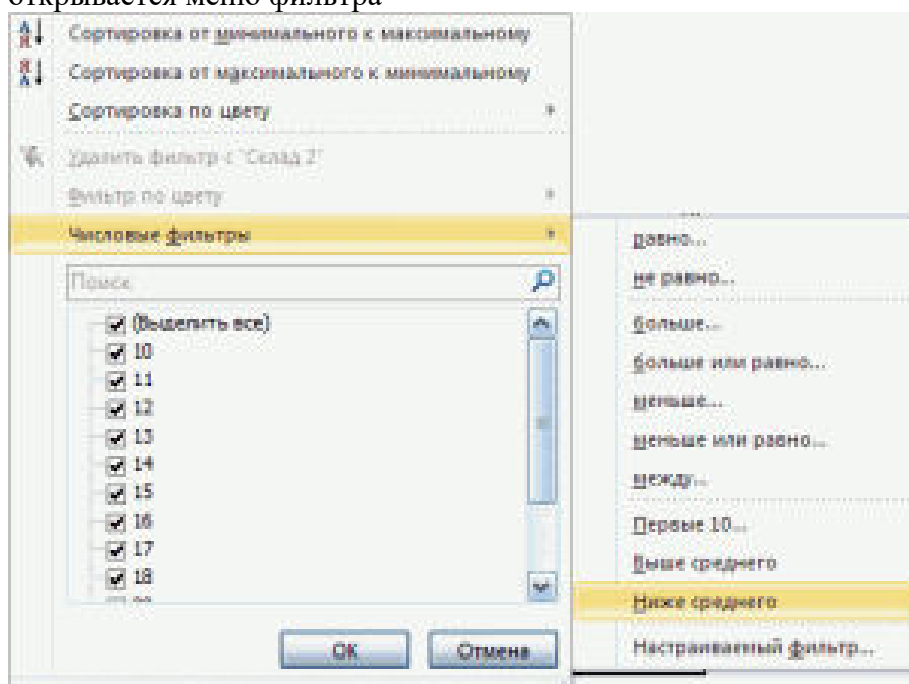 открывается меню фильтра
Сортировка от минимального к максимальному
Сортировка от максимального к минимальному
Сортировка по цвету
Удалить фильтр с "Склад 2"
Фильтр по цвету
Числовые фильтры
Поиск
(Выделить все)
10
11
12
13
14
15
16
17
18
ОК
Отмена
равно...
не равно...
больше...
больше или равно...
меньше...
меньше или равно...
между...
Первые 10...
Выше среднего
Ниже среднего
Настраиваемый фильтр...